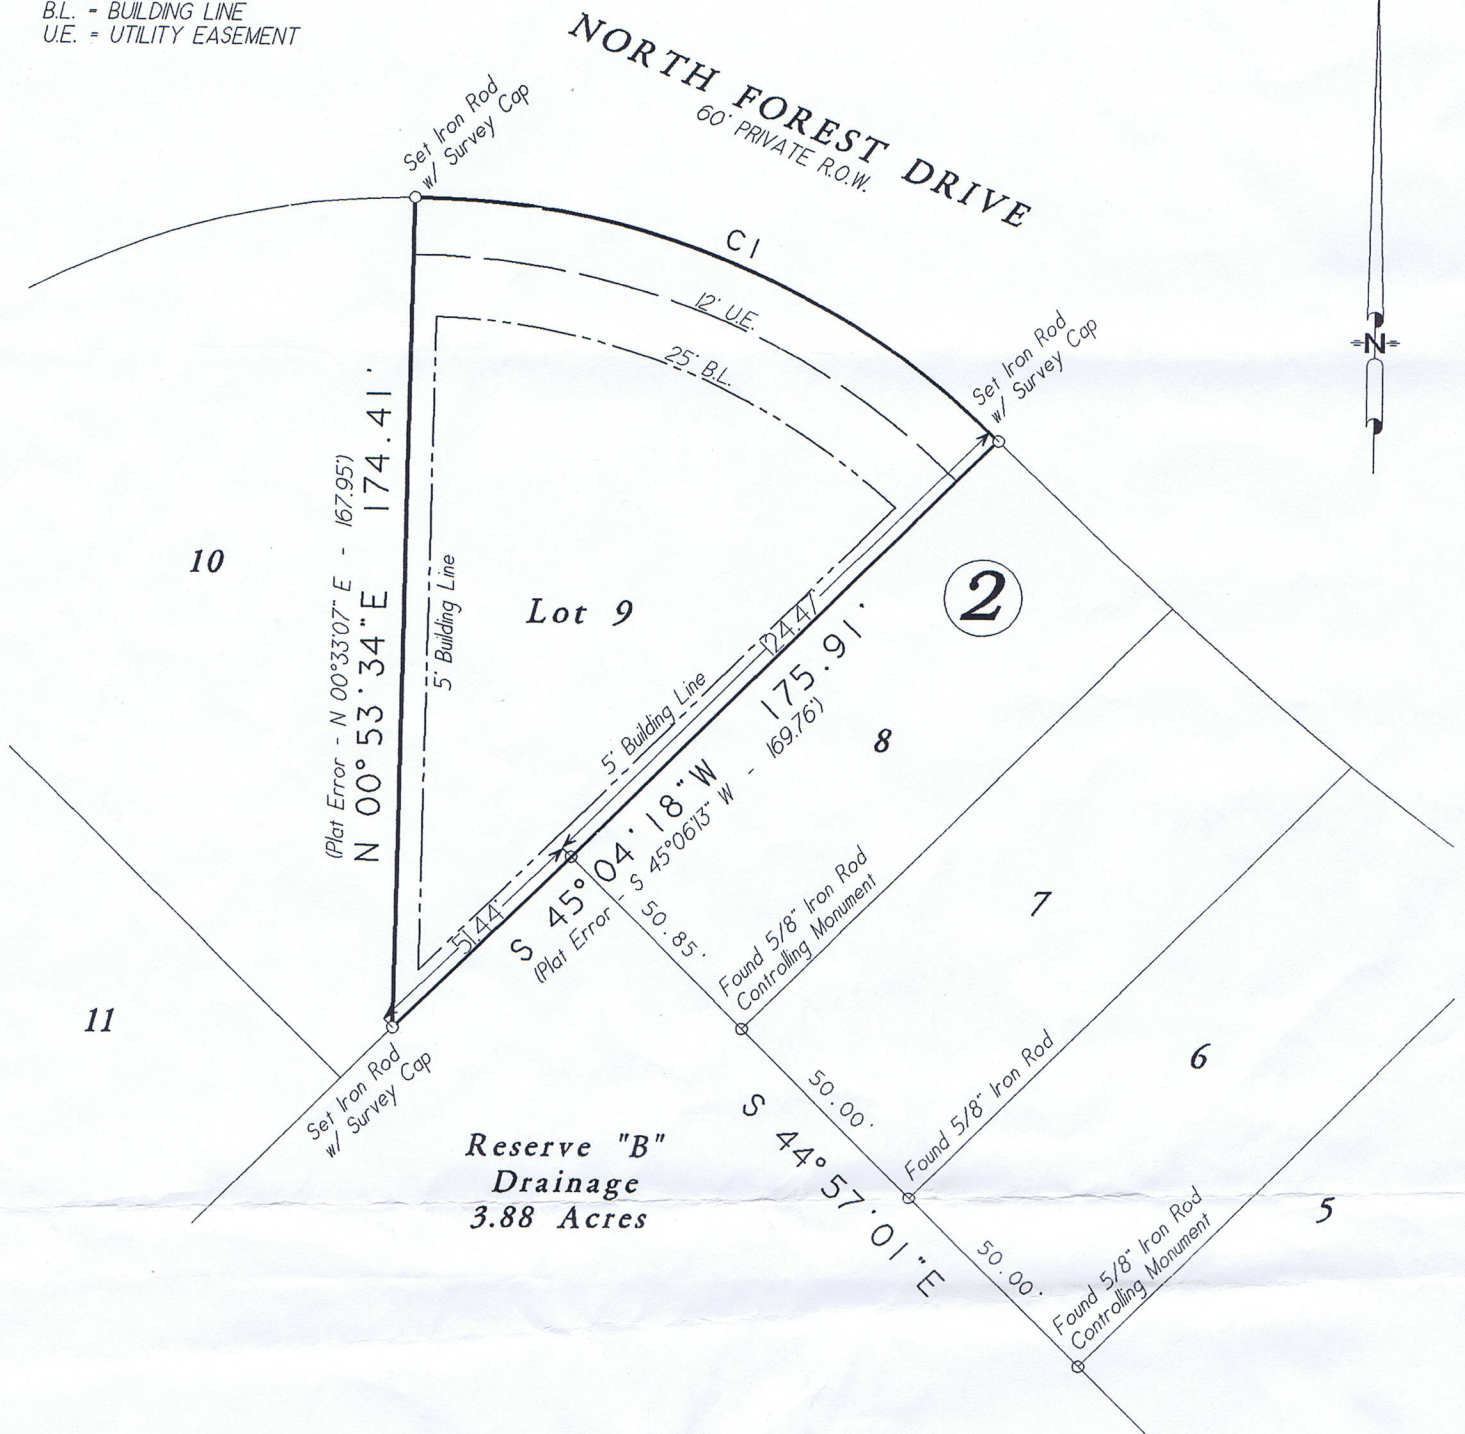 B.L. = BUILDING LINE
U.E. = UTILITY EASEMENT
NORTH FOREST DRIVE
60' PRIVATE R.O.W.
Set Iron Rod
w/ Survey Cap
C1
12' U.E.
25' B.L.
Set Iron Rod
w/ Survey Cap
N
(Plat Error - N 00°33'07" E - 167.95')
N 00°53'34"E 174.41'
5' Building Line
10
Lot 9
2
124.47'
5' Building Line
S 45°04'18"W 175.91'
(Plat Error - S 45°06'13" W - 169.76')
8
51.44'
50.85'
Found 5/8" Iron Rod
Controlling Monument
7
11
Set Iron Rod
w/ Survey Cap
50.00'
Found 5/8" Iron Rod
6
S 44°57'01"E
Reserve "B"
Drainage
3.88 Acres
50.00'
Found 5/8" Iron Rod
Controlling Monument
5